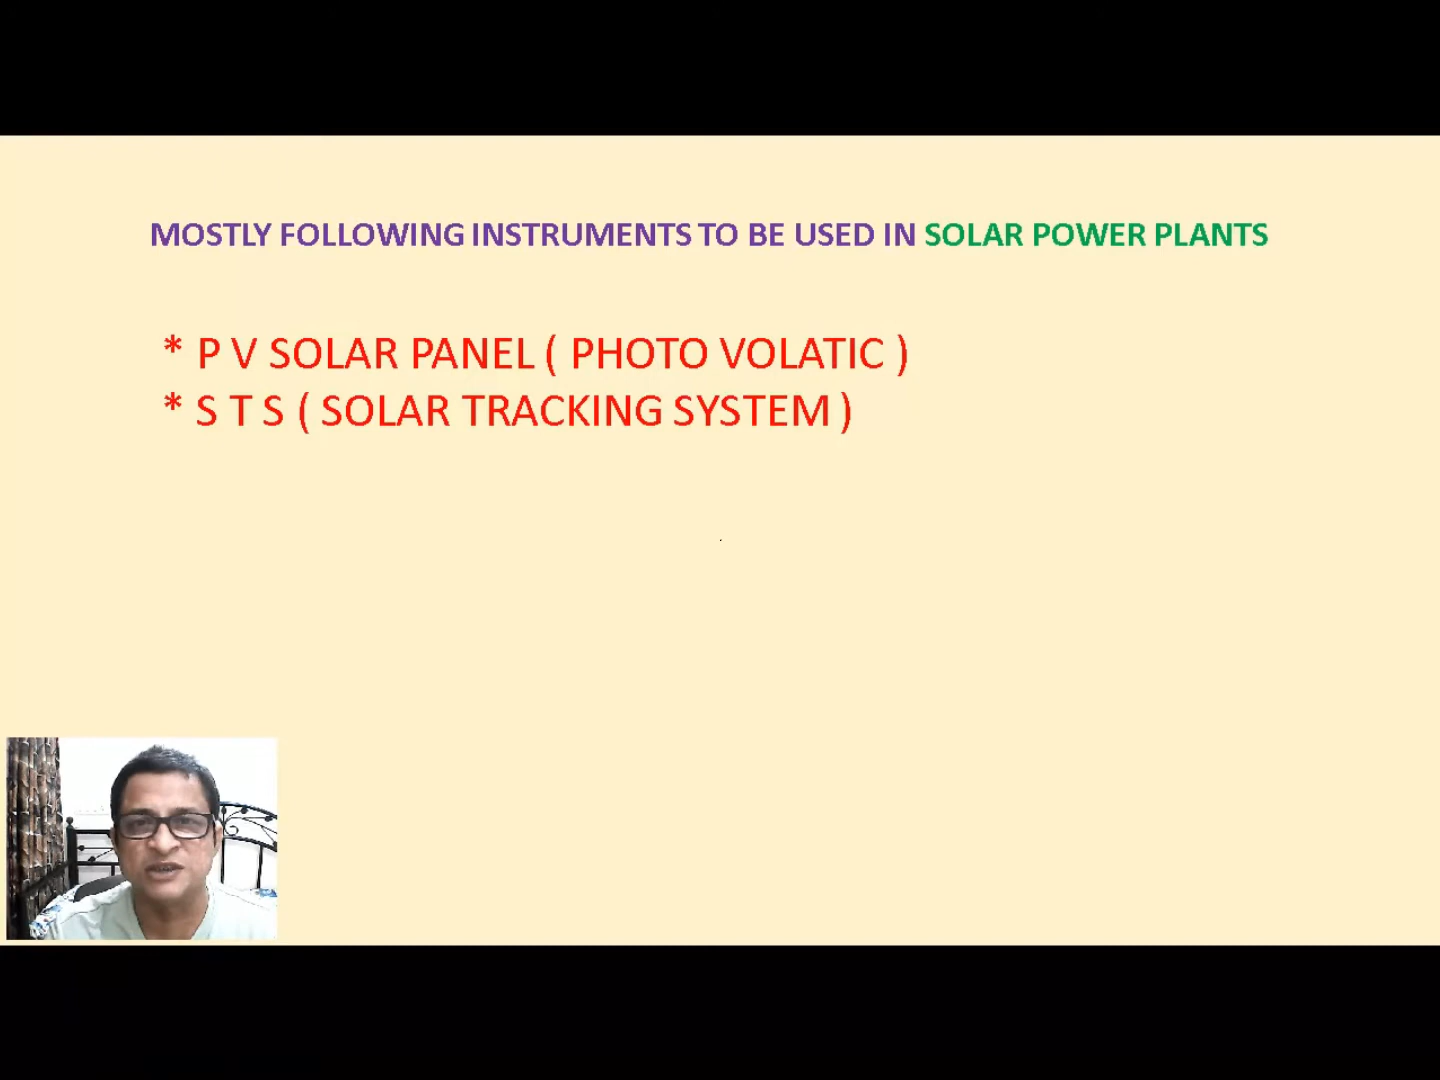 MOSTLY FOLLOWING INSTRUMENTS TO BE USED IN SOLAR POWER PLANTS
* P V SOLAR PANEL ( PHOTO VOLATIC )
* S T S ( SOLAR TRACKING SYSTEM )